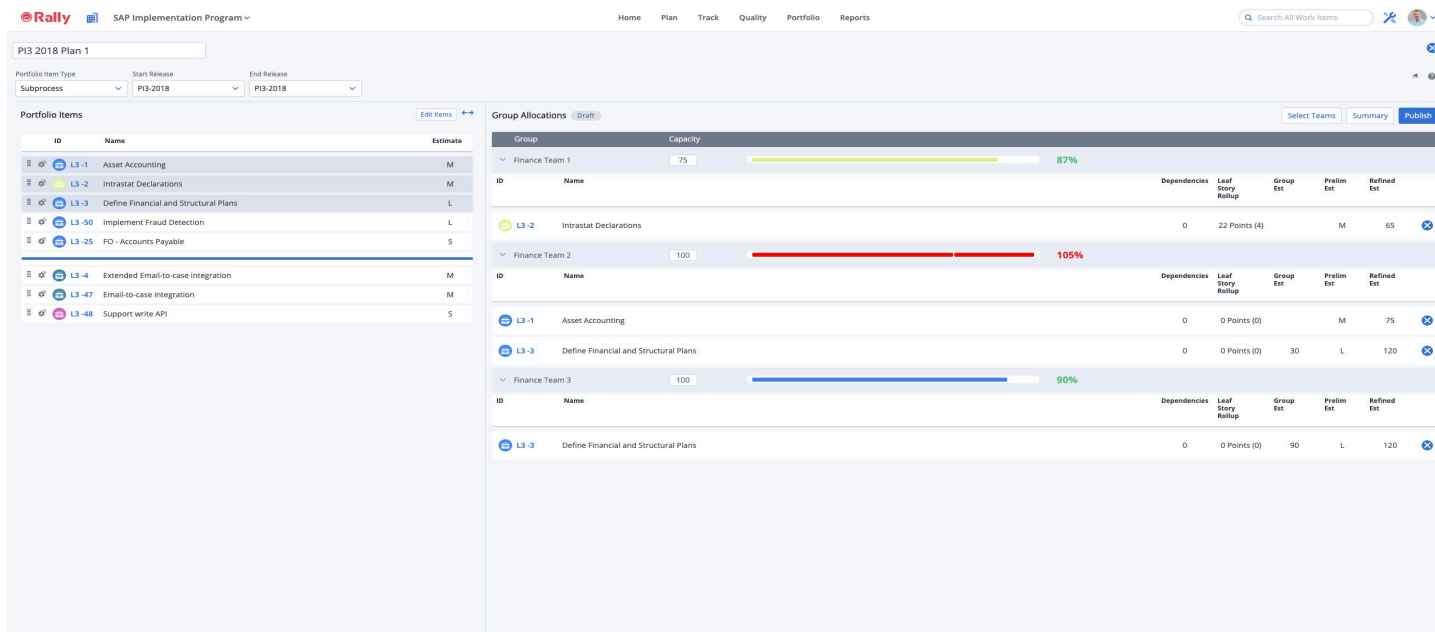 Rally SAP Implementation Program Home Plan Track Quality Portfolio Reports Search All Work Items
PI3 2018 Plan 1
Portfolio Item Type Start Release End Release
Subprocess PI3-2018 PI3-2018
Portfolio Items Edit Items
ID Name Estimate
L3 -1 Asset Accounting M
L3 -2 Intrastat Declarations M
L3 -3 Define Financial and Structural Plans L
L3 -50 Implement Fraud Detection L
L3 -25 FO - Accounts Payable S
L3 -4 Extended Email-to-case integration M
L3 -47 Email-to-case integration M
L3 -48 Support write API S
Group Allocations Draft Select Teams Summary Publish
Group Capacity
Finance Team 1 75 87%
ID Name Dependencies Leaf Story Rollup Group Est Prelim Est Refined Est
L3 -2 Intrastat Declarations 0 22 Points (4) M 65
Finance Team 2 100 105%
ID Name Dependencies Leaf Story Rollup Group Est Prelim Est Refined Est
L3 -1 Asset Accounting 0 0 Points (0) M 75
L3 -3 Define Financial and Structural Plans 0 0 Points (0) 30 L 120
Finance Team 3 100 90%
ID Name Dependencies Leaf Story Rollup Group Est Prelim Est Refined Est
L3 -3 Define Financial and Structural Plans 0 0 Points (0) 90 L 120